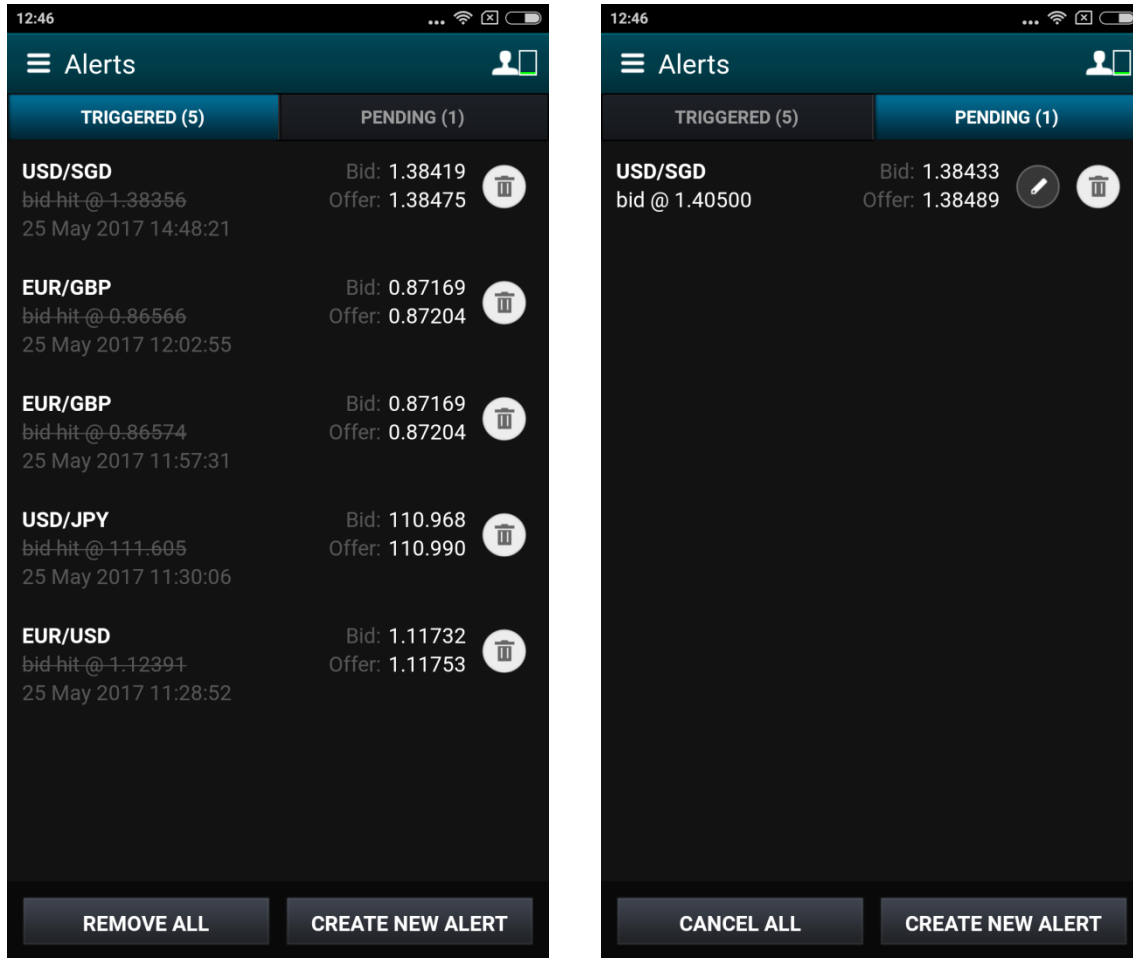 12:46
Alerts
TRIGGERED (5) PENDING (1)
USD/SGD Bid: 1.38419
bid hit @ 1.38356 Offer: 1.38475
25 May 2017 14:48:21
EUR/GBP Bid: 0.87169
bid hit @ 0.86566 Offer: 0.87204
25 May 2017 12:02:55
EUR/GBP Bid: 0.87169
bid hit @ 0.86574 Offer: 0.87204
25 May 2017 11:57:31
USD/JPY Bid: 110.968
bid hit @ 111.605 Offer: 110.990
25 May 2017 11:30:06
EUR/USD Bid: 1.11732
bid hit @ 1.12391 Offer: 1.11753
25 May 2017 11:28:52
REMOVE ALL CREATE NEW ALERT
12:46
Alerts
TRIGGERED (5) PENDING (1)
USD/SGD Bid: 1.38433
bid @ 1.40500 Offer: 1.38489
CANCEL ALL CREATE NEW ALERT